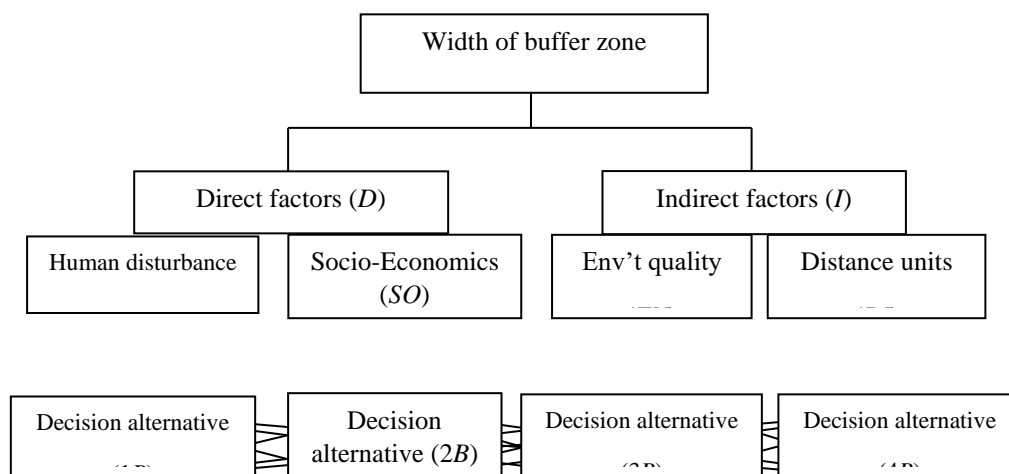 Width of buffer zone
Direct factors (D)
Indirect factors (I)
Human disturbance
Socio-Economics
(SO)
Env’t quality
Distance units
Decision alternative
Decision
alternative (2B)
Decision alternative
Decision alternative